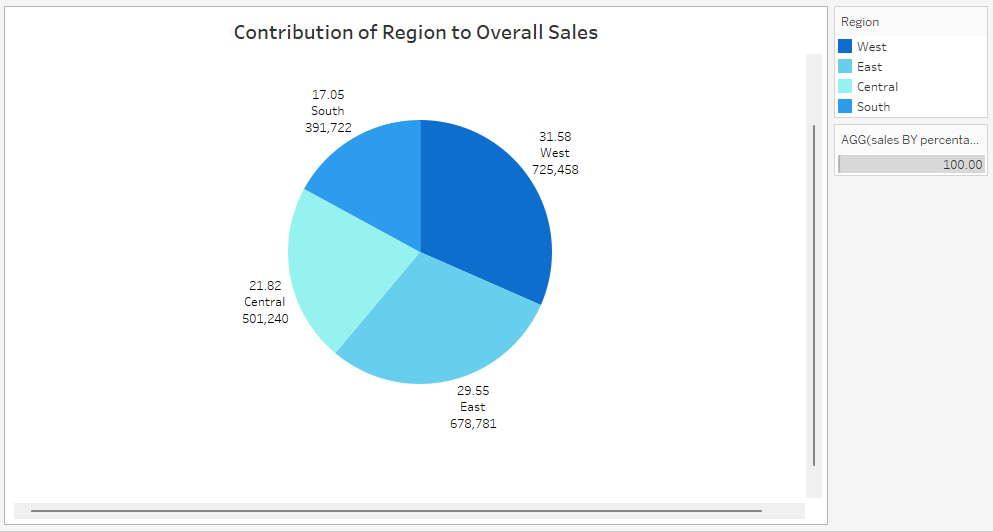 Contribution of Region to Overall Sales
17.05
South
391,722
31.58
West
725,458
21.82
Central
501,240
29.55
East
678,781
Region
West
East
Central
South
AGG(sales BY percenta...
100.00